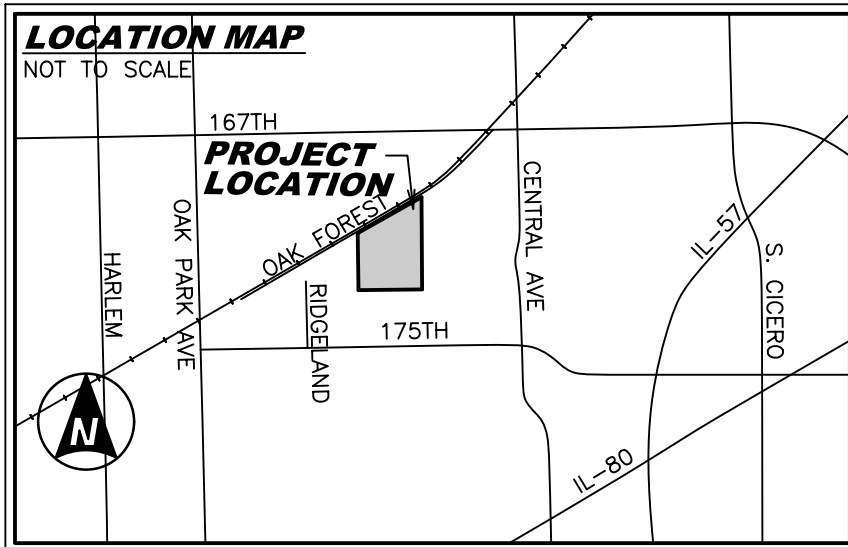 LOCATION MAP
NOT TO SCALE
167TH
PROJECT
LOCATION
OAK FOREST
OAK PARK AVE
HARLEM
RIDGELAND
175TH
CENTRAL AVE
IL-57
S. CICERO
IL-80
N